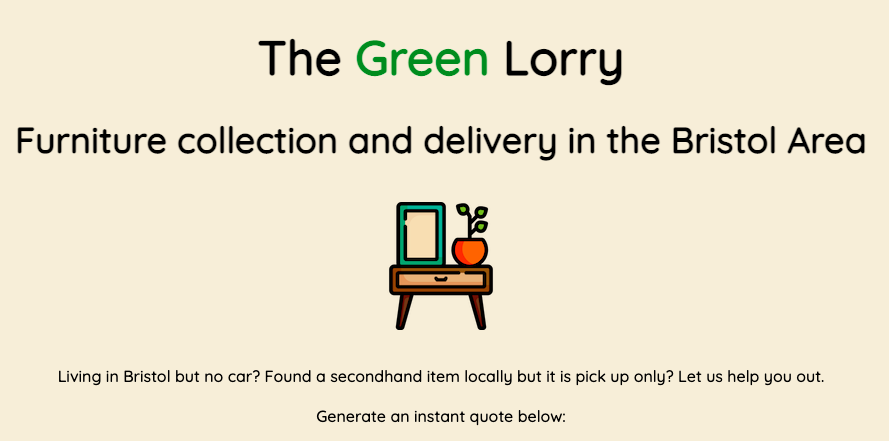 The Green Lorry
Furniture collection and delivery in the Bristol Area
Living in Bristol but no car? Found a secondhand item locally but it is pick up only? Let us help you out.
Generate an instant quote below: